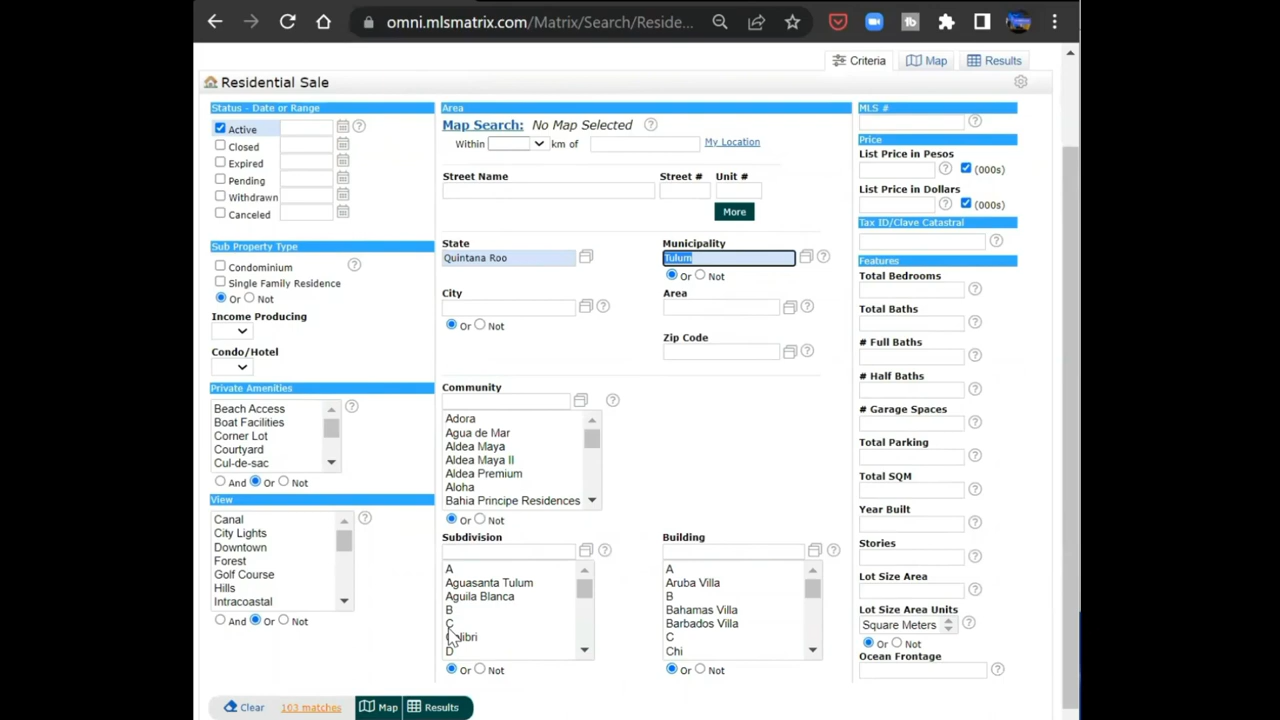 omni.mlsmatrix.com/Matrix/Search/Reside...
Criteria
Map
Results
Residential Sale
Status - Date or Range
Active
Closed
Expired
Pending
Withdrawn
Canceled
Sub Property Type
Condominium
Single Family Residence
Or Not
Income Producing
Condo/Hotel
Private Amenities
Beach Access
Boat Facilities
Corner Lot
Courtyard
Cul-de-sac
And Or Not
View
Canal
City Lights
Downtown
Forest
Golf Course
Hills
Intracoastal
And Or Not
Area
Map Search: No Map Selected
Within km of My Location
Street Name Street # Unit #
More
State Municipality
Quintana Roo Tulum
Or Not
City Area
Or Not
Zip Code
Community
Adora
Agua de Mar
Aldea Maya
Aldea Maya II
Aldea Premium
Aloha
Bahia Principe Residences
Or Not
Subdivision
A
Aguasanta Tulum
Aguila Blanca
B
C
D
Or Not
Building
A
Aruba Villa
B
Bahamas Villa
Barbados Villa
C
Chi
Or Not
MLS #
Price
List Price in Pesos
(000s)
List Price in Dollars
(000s)
Tax ID/Clave Catastral
Features
Total Bedrooms
Total Baths
# Full Baths
# Half Baths
# Garage Spaces
Total Parking
Total SQM
Year Built
Stories
Lot Size Area
Lot Size Area Units
Square Meters
Or Not
Ocean Frontage
Clear 103 matches Map Results